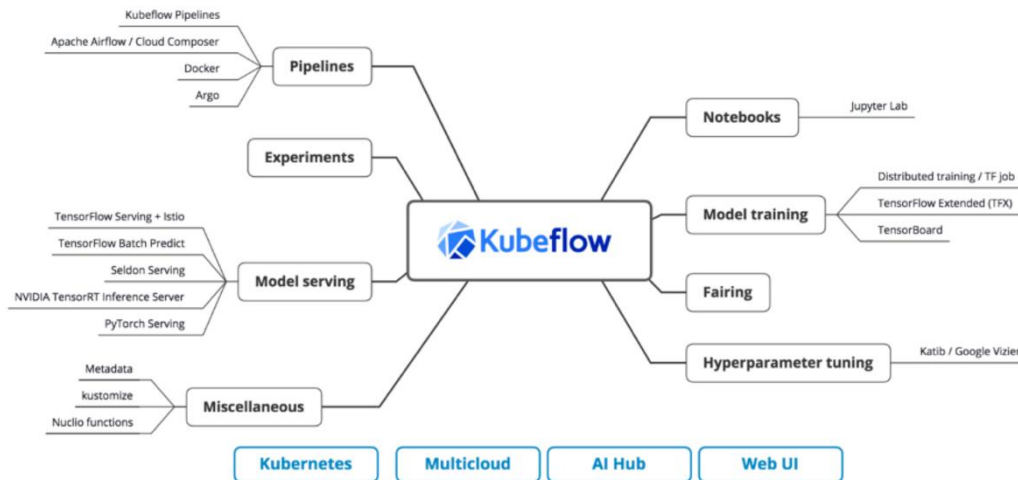 Kubeflow Pipelines
Apache Airflow / Cloud Composer
Docker
Argo
Pipelines
Experiments
TensorFlow Serving + Istio
TensorFlow Batch Predict
Seldon Serving
NVIDIA TensorRT Inference Server
PyTorch Serving
Model serving
Metadata
kustomize
Nuclio functions
Miscellaneous
Kubeflow
Notebooks
Jupyter Lab
Model training
Distributed training / TF job
TensorFlow Extended (TFX)
TensorBoard
Fairing
Hyperparameter tuning
Katib / Google Vizier
Kubernetes
Multicloud
AI Hub
Web UI